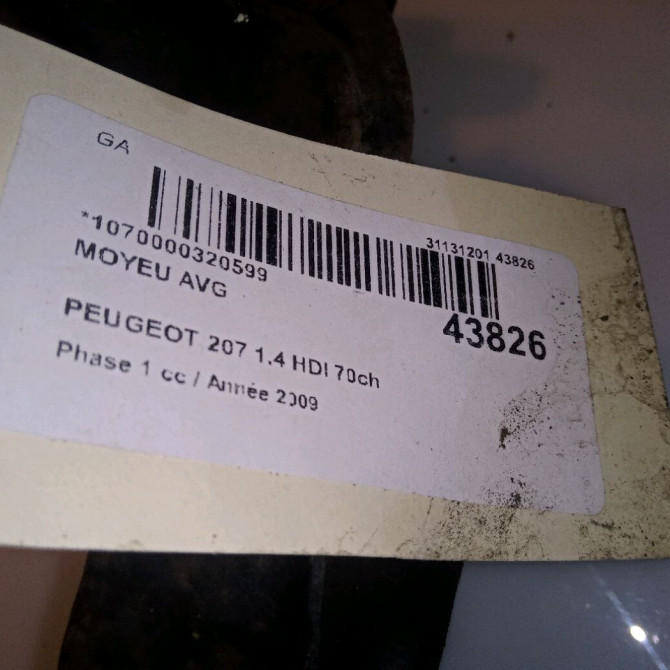 GA
31131201 43826
*1070000320599
MOYEU AVG
43826
PEUGEOT 207 1.4 HDI 70ch
Phase 1 cc / Année 2009